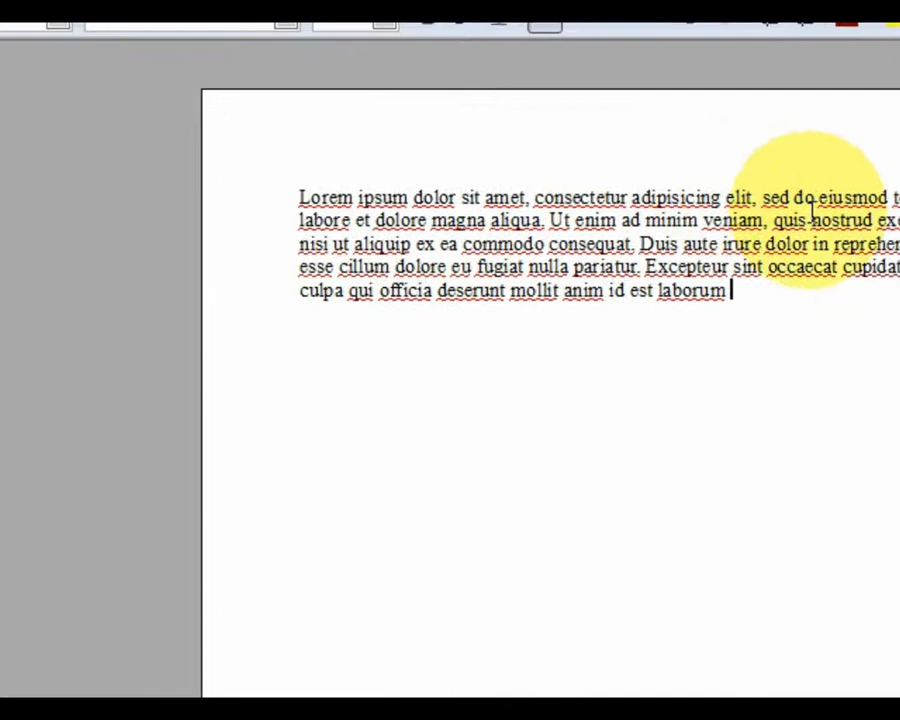 Lorem ipsum dolor sit amet, consectetur adipisicing elit, sed do eiusmod
labore et dolore magna aliqua. Ut enim ad minim veniam, quis nostrud
nisi ut aliquip ex ea commodo consequat. Duis aute irure dolor in
esse cillum dolore eu fugiat nulla pariatur. Excepteur sint occaecat
culpa qui officia deserunt mollit anim id est laborum